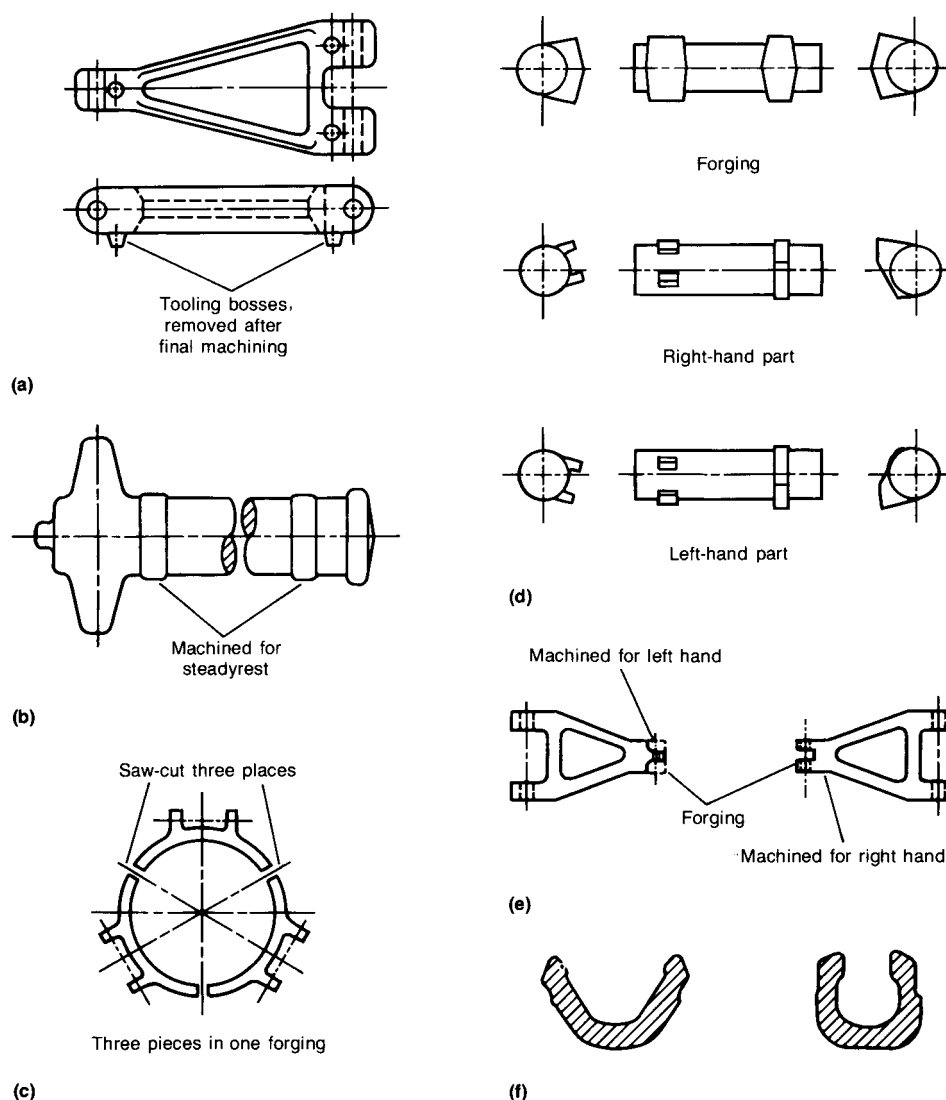 Tooling bosses,
removed after
final machining
(a)
Machined for
steadyrest
(b)
Saw-cut three places
Three pieces in one forging
(c)
Forging
Right-hand part
Left-hand part
(d)
Machined for left hand
Forging
Machined for right hand
(e)
(f)